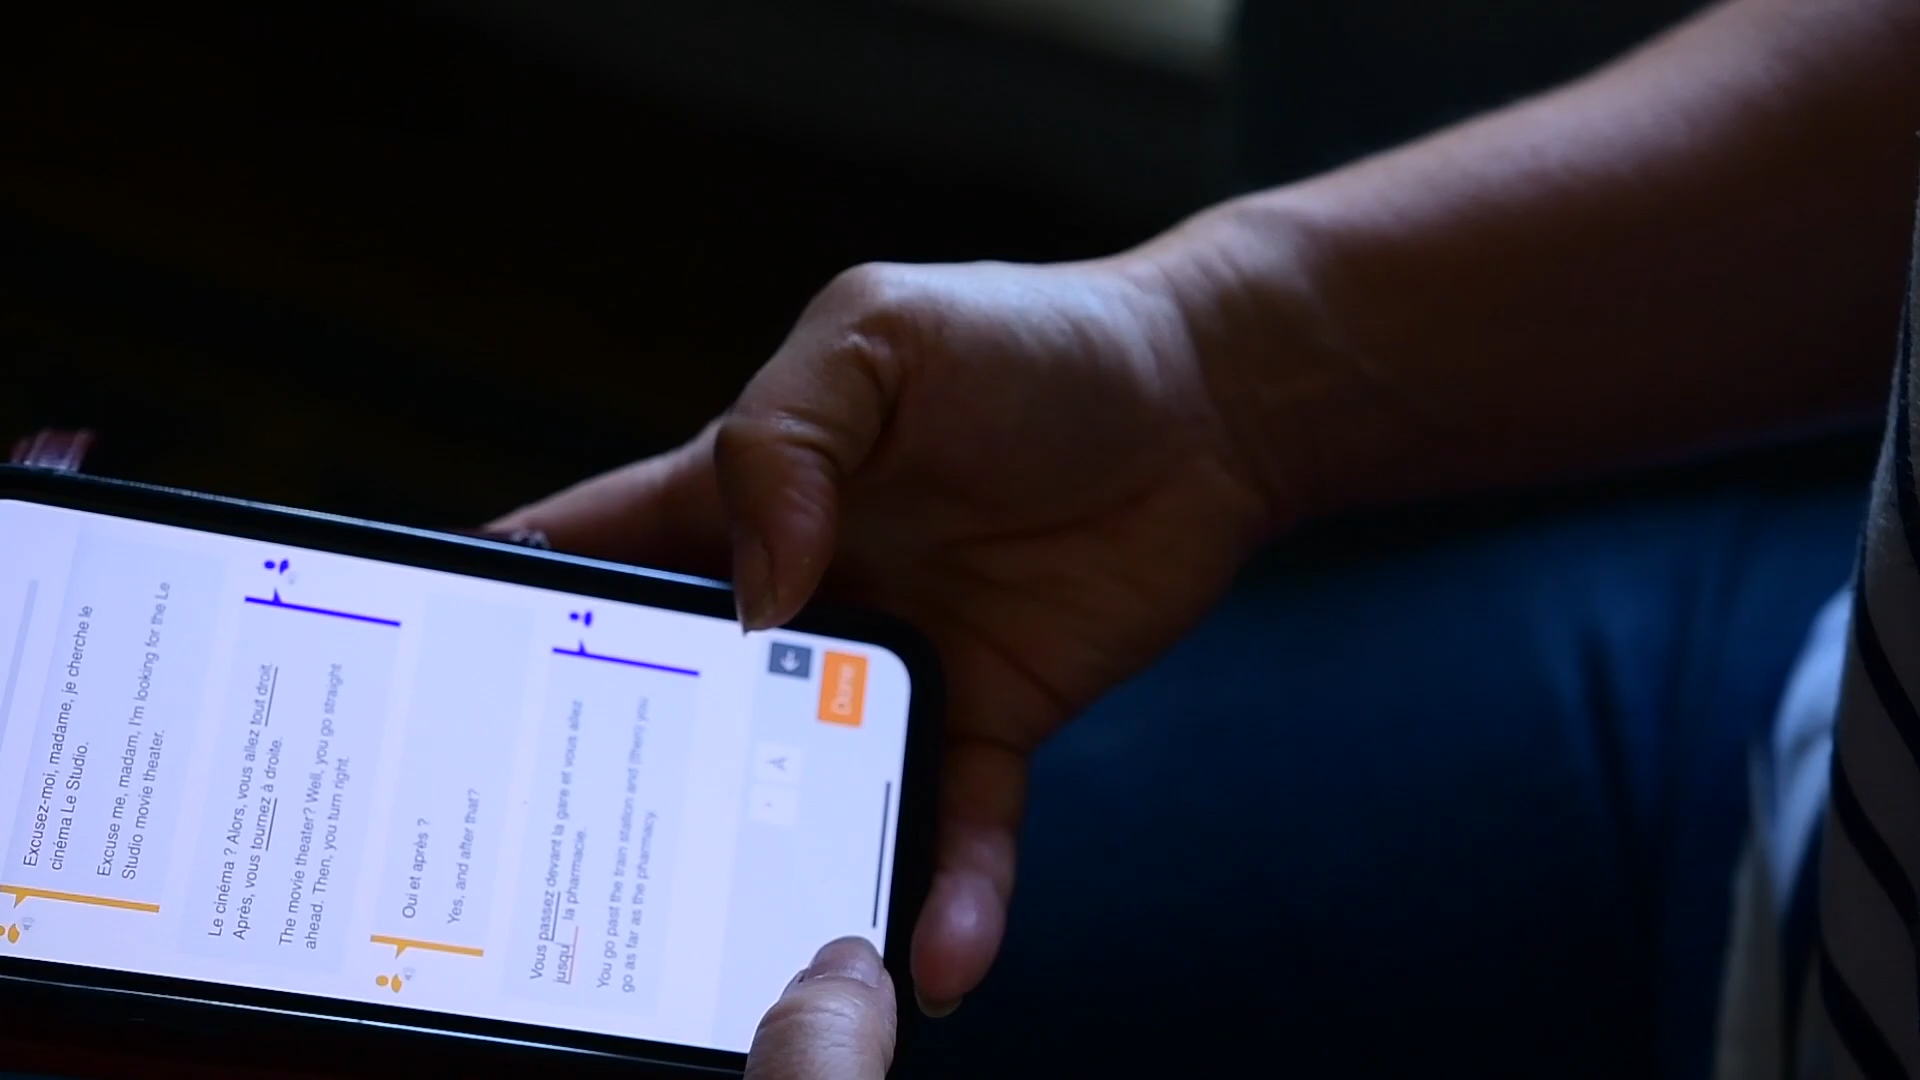 Excusez-moi, madame, je cherche le
cinéma Le Studio.
Excuse me, madam, I'm looking for the Le
Studio movie theater.
Le cinéma ? Alors, vous allez tout droit.
Après, vous tournez à droite.
The movie theater? Well, you go straight
ahead. Then, you turn right.
Oui et après ?
Yes, and after that?
Vous passez devant la gare et vous allez
jusqu la pharmacie.
You go past the train station and (then) you
go as far as the pharmacy.
' À
Done